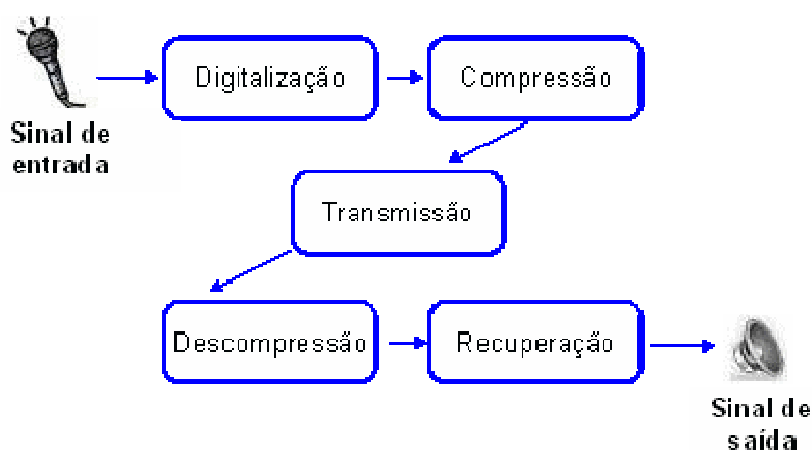 Digitalização
Compressão
Sinal de
entrada
Transmissão
Descompressão
Recuperação
Sinal de
saída